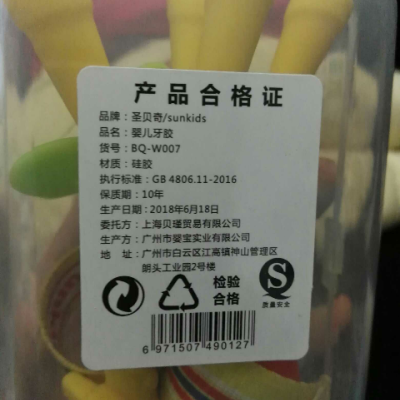 产品合格证
品牌：圣贝奇/sunkids
品名：婴儿牙胶
货号：BQ-W007
材质：硅胶
执行标准：GB 4806.11-2016
保质期：10年
生产日期：2018年6月18日
委托方：上海贝瑾贸易有限公司
生产方：广州市婴宝实业有限公司
地　址：广州市白云区江高镇神山管理区
朗头工业园2号楼
检验
合格
质量安全
6 971507 490127